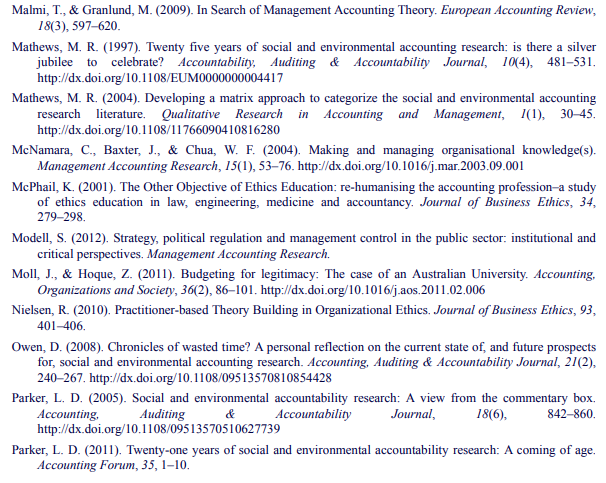 Malmi, T., & Granlund, M. (2009). In Search of Management Accounting Theory. European Accounting Review,
18(3), 597–620.
Mathews, M. R. (1997). Twenty five years of social and environmental accounting research: is there a silver
jubilee to celebrate? Accountability, Auditing & Accountability Journal, 10(4), 481–531.
http://dx.doi.org/10.1108/EUM0000000004417
Mathews, M. R. (2004). Developing a matrix approach to categorize the social and environmental accounting
research literature. Qualitative Research in Accounting and Management, 1(1), 30–45.
http://dx.doi.org/10.1108/11766090410816280
McNamara, C., Baxter, J., & Chua, W. F. (2004). Making and managing organisational knowledge(s).
Management Accounting Research, 15(1), 53–76. http://dx.doi.org/10.1016/j.mar.2003.09.001
McPhail, K. (2001). The Other Objective of Ethics Education: re-humanising the accounting profession–a study
of ethics education in law, engineering, medicine and accountancy. Journal of Business Ethics, 34,
279–298.
Modell, S. (2012). Strategy, political regulation and management control in the public sector: institutional and
critical perspectives. Management Accounting Research.
Moll, J., & Hoque, Z. (2011). Budgeting for legitimacy: The case of an Australian University. Accounting,
Organizations and Society, 36(2), 86–101. http://dx.doi.org/10.1016/j.aos.2011.02.006
Nielsen, R. (2010). Practitioner-based Theory Building in Organizational Ethics. Journal of Business Ethics, 93,
401–406.
Owen, D. (2008). Chronicles of wasted time? A personal reflection on the current state of, and future prospects
for, social and environmental accounting research. Accounting, Auditing & Accountability Journal, 21(2),
240–267. http://dx.doi.org/10.1108/09513570810854428
Parker, L. D. (2005). Social and environmental accountability research: A view from the commentary box.
Accounting, Auditing & Accountability Journal, 18(6), 842–860.
http://dx.doi.org/10.1108/09513570510627739
Parker, L. D. (2011). Twenty-one years of social and environmental accountability research: A coming of age.
Accounting Forum, 35, 1–10.